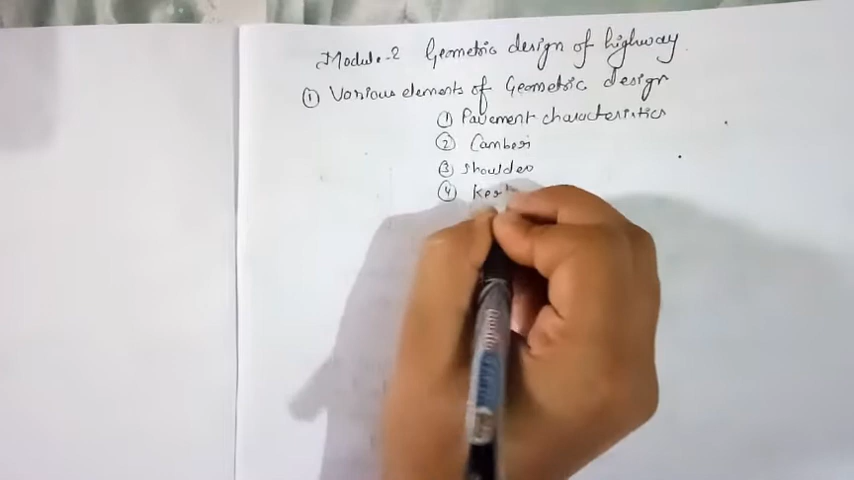 Module-2 Geometric design of highway
① Various elements of Geometric design
① Pavement characteristics
② Camber
③ shoulder
④